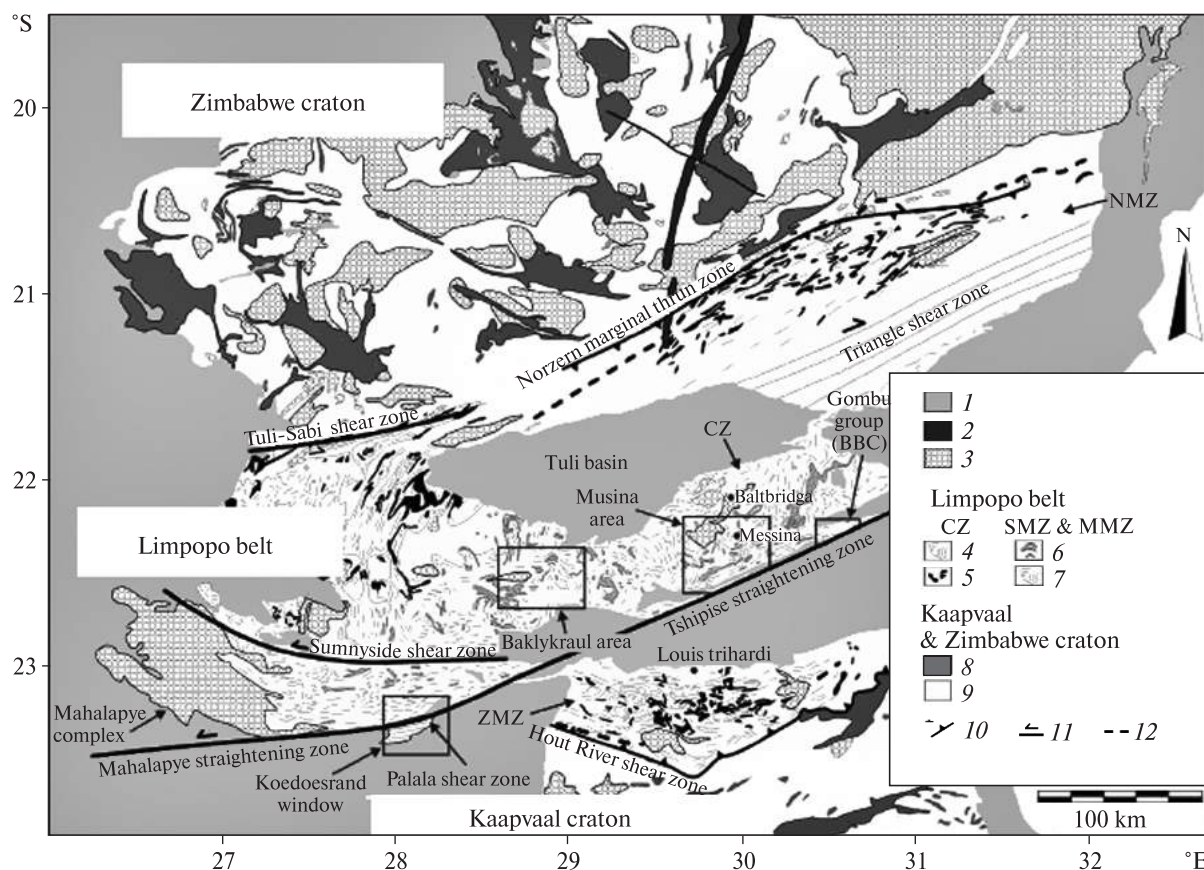 °S
20
21
22
23
Zimbabwe craton
NMZ
N
Norzern marginal thrun zone
Triangle shear zone
Tuli-Sabi shear zone
Gombu
group
(BBC)
CZ
Tuli basin
Musina
area
Baltbridga
Messina
Limpopo belt
Tshipise straightening zone
Baklykraul area
Sumnyside shear zone
Louis trihardi
Mahalapye
complex
ZMZ
Mahalapye straightening zone
Hout River shear zone
Koedoesrand
window
Palala shear zone
Kaapvaal craton
1
2
3
Limpopo belt
CZ SMZ & MMZ
4 6
5 7
Kaapvaal
& Zimbabwe craton
8
9
10 11 12
100 km
27 28 29 30 31 32 °E